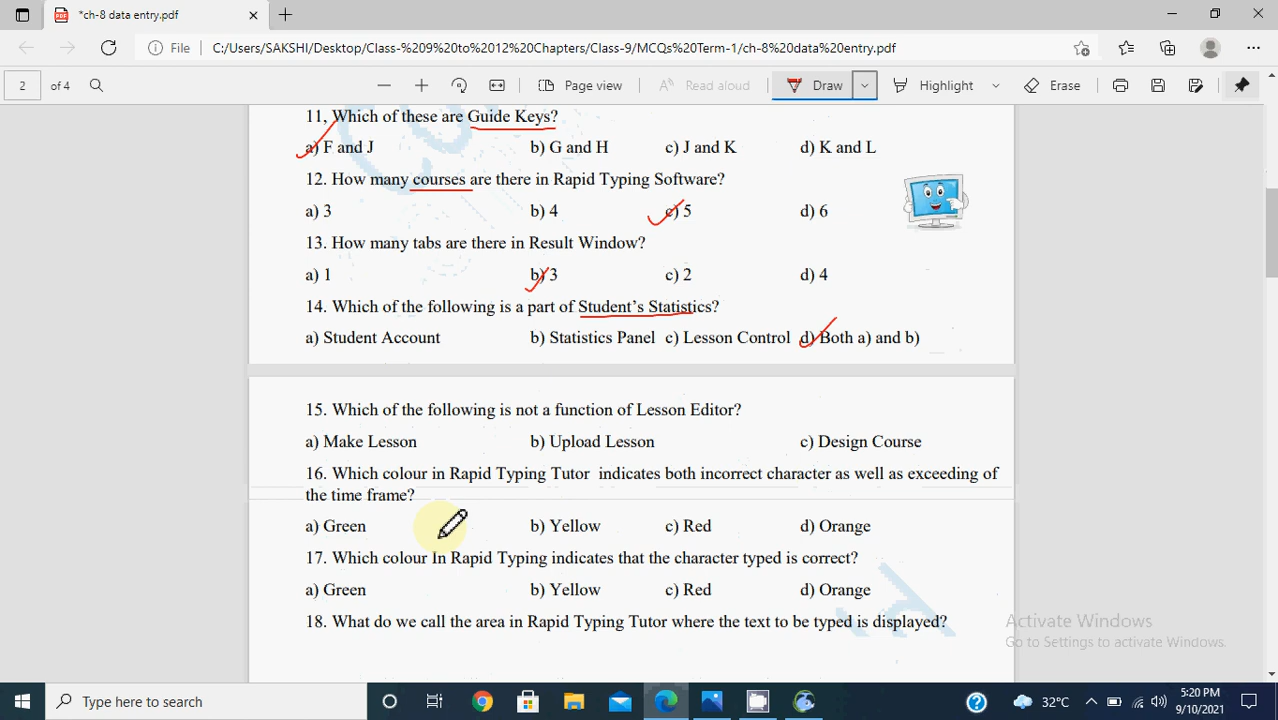 *ch-8 data entry.pdf
File C:/Users/SAKSHI/Desktop/Class-%209%20to%2012%20Chapters/Class-9/MCQs%20Term-1/ch-8%20data%20entry.pdf
2 of 4 Page view Read aloud Draw Highlight Erase
11, Which of these are Guide Keys?
a) F and J b) G and H c) J and K d) K and L
12. How many courses are there in Rapid Typing Software?
a) 3 b) 4 c) 5 d) 6
13. How many tabs are there in Result Window?
a) 1 b) 3 c) 2 d) 4
14. Which of the following is a part of Student’s Statistics?
a) Student Account b) Statistics Panel c) Lesson Control d) Both a) and b)
15. Which of the following is not a function of Lesson Editor?
a) Make Lesson b) Upload Lesson c) Design Course
16. Which colour in Rapid Typing Tutor indicates both incorrect character as well as exceeding of
the time frame?
a) Green b) Yellow c) Red d) Orange
17. Which colour In Rapid Typing indicates that the character typed is correct?
a) Green b) Yellow c) Red d) Orange
18. What do we call the area in Rapid Typing Tutor where the text to be typed is displayed?
Activate Windows
Go to Settings to activate Windows.
Type here to search 32°C 5:20 PM
9/10/2021